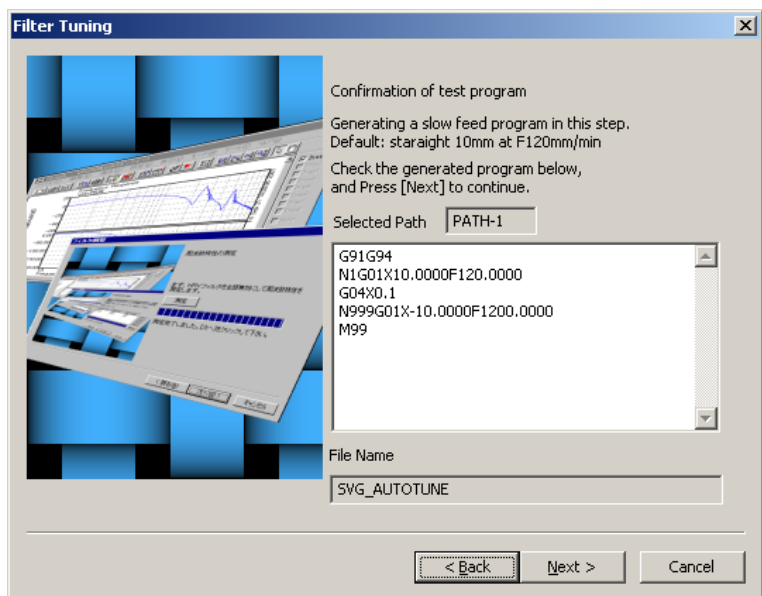 Filter Tuning
Confirmation of test program
Generating a slow feed program in this step.
Default: staraight 10mm at F120mm/min
Check the generated program below,
and Press [Next] to continue.
Selected Path PATH-1
G91G94
N1G01X10.0000F120.0000
G04X0.1
N999G01X-10.0000F1200.0000
M99
File Name
SVG_AUTOTUNE
< Back Next > Cancel